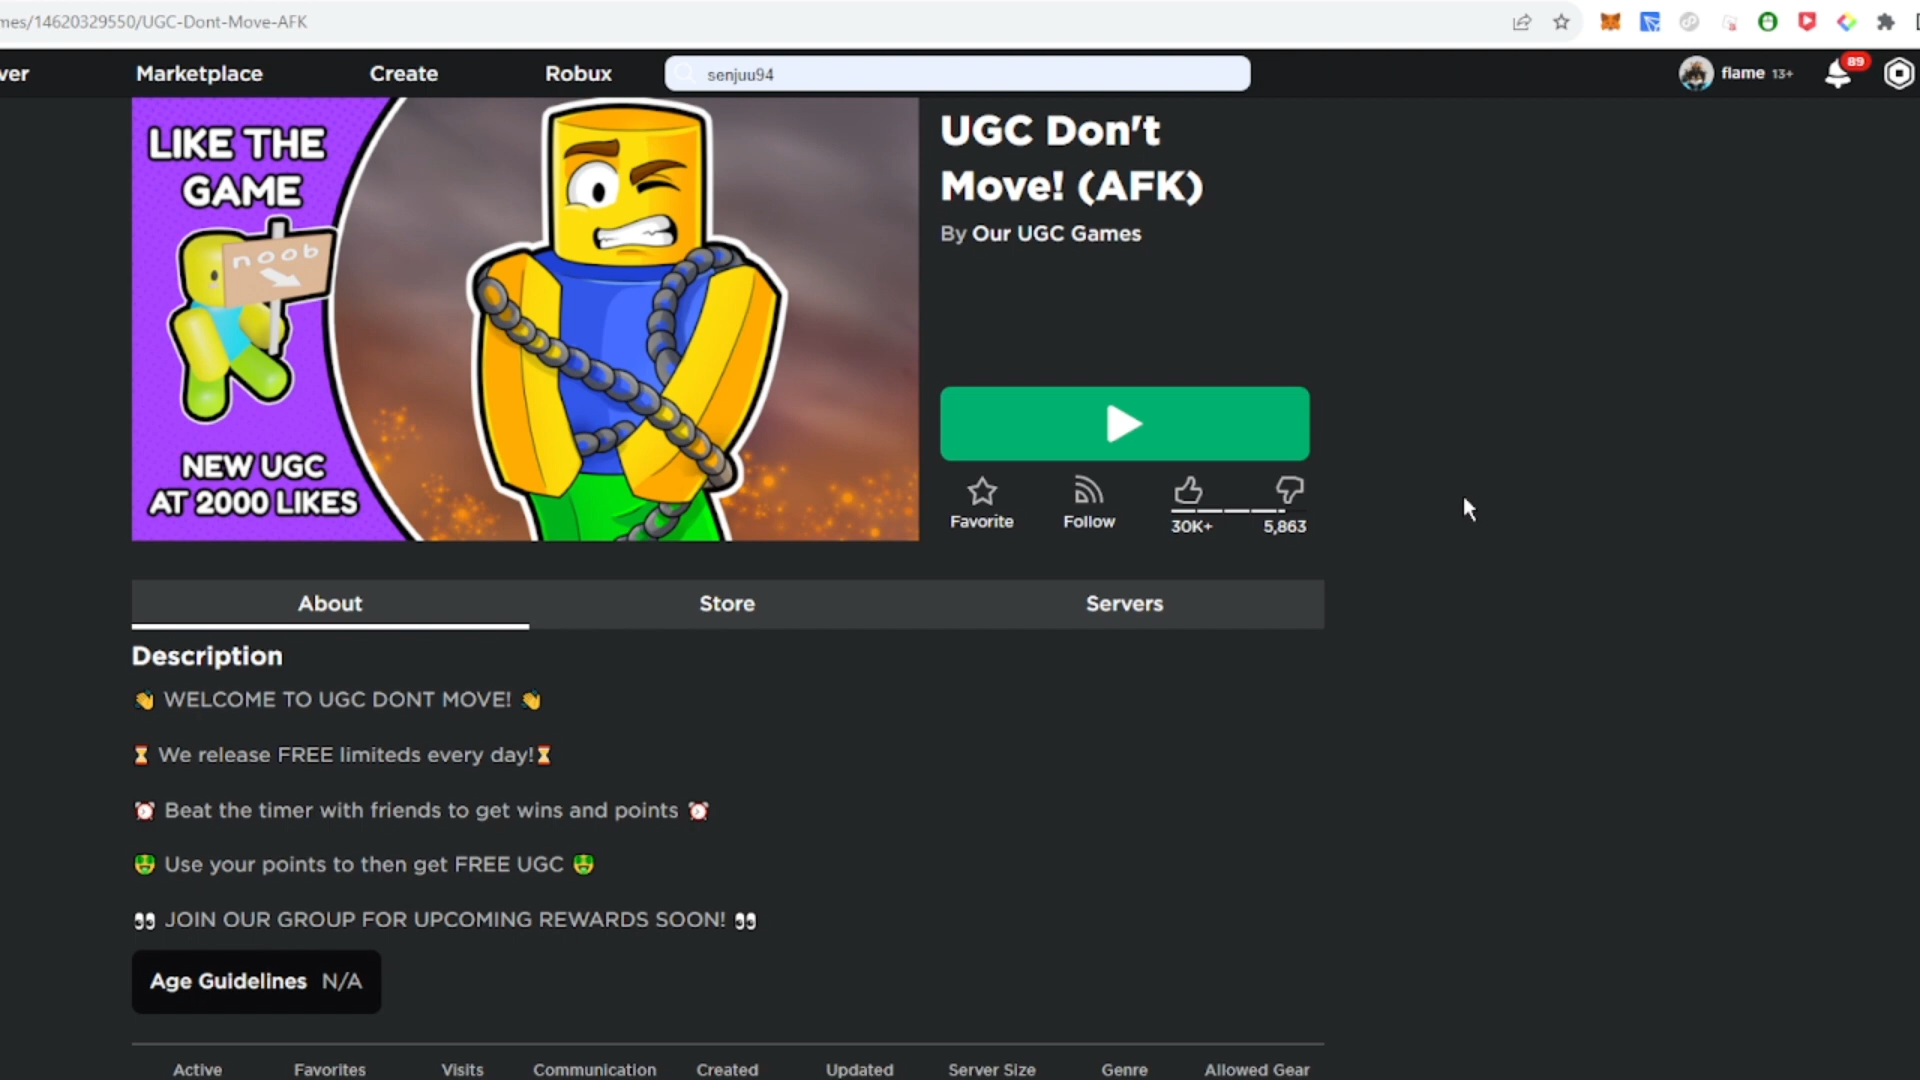 mes/14620329550/UGC-Dont-Move-AFK
ver Marketplace Create Robux senjuu94 flame 13+ 89
LIKE THE
GAME
noob
NEW UGC
AT 2000 LIKES
UGC Don't
Move! (AFK)
By Our UGC Games
Favorite Follow 30K+ 5,863
About Store Servers
Description
👋 WELCOME TO UGC DONT MOVE! 👋
⏳ We release FREE limiteds every day!⏳
⏰ Beat the timer with friends to get wins and points ⏰
🤑 Use your points to then get FREE UGC 🤑
👀 JOIN OUR GROUP FOR UPCOMING REWARDS SOON! 👀
Age Guidelines N/A
Active Favorites Visits Communication Created Updated Server Size Genre Allowed Gear